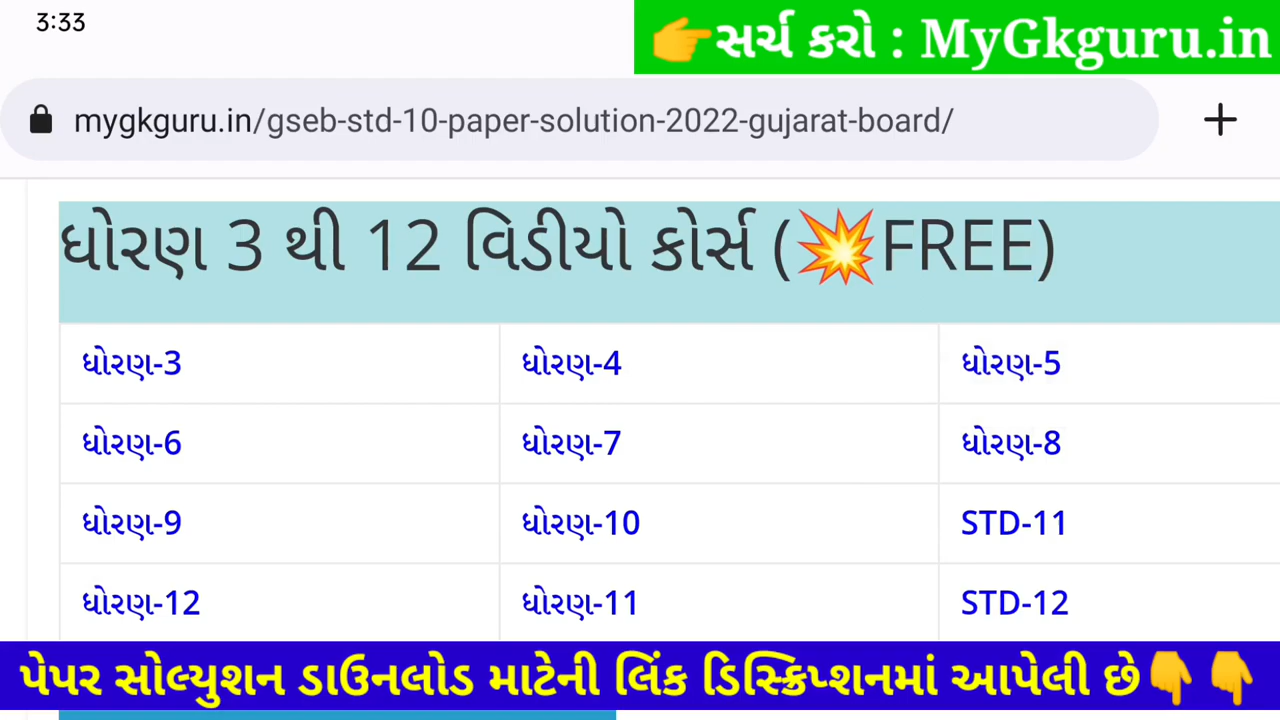 3:33
👉સર્ચ કરો : MyGkguru.in
mygkguru.in/gseb-std-10-paper-solution-2022-gujarat-board/
ધોરણ 3 થી 12 વિડીયો કોર્સ (💥FREE)
ધોરણ-3 ધોરણ-4 ધોરણ-5
ધોરણ-6 ધોરણ-7 ધોરણ-8
ધોરણ-9 ધોરણ-10 STD-11
ધોરણ-12 ધોરણ-11 STD-12
પેપર સોલ્યુશન ડાઉનલોડ માટેની લિંક ડિસ્ક્રિપ્શનમાં આપેલી છે👇👇